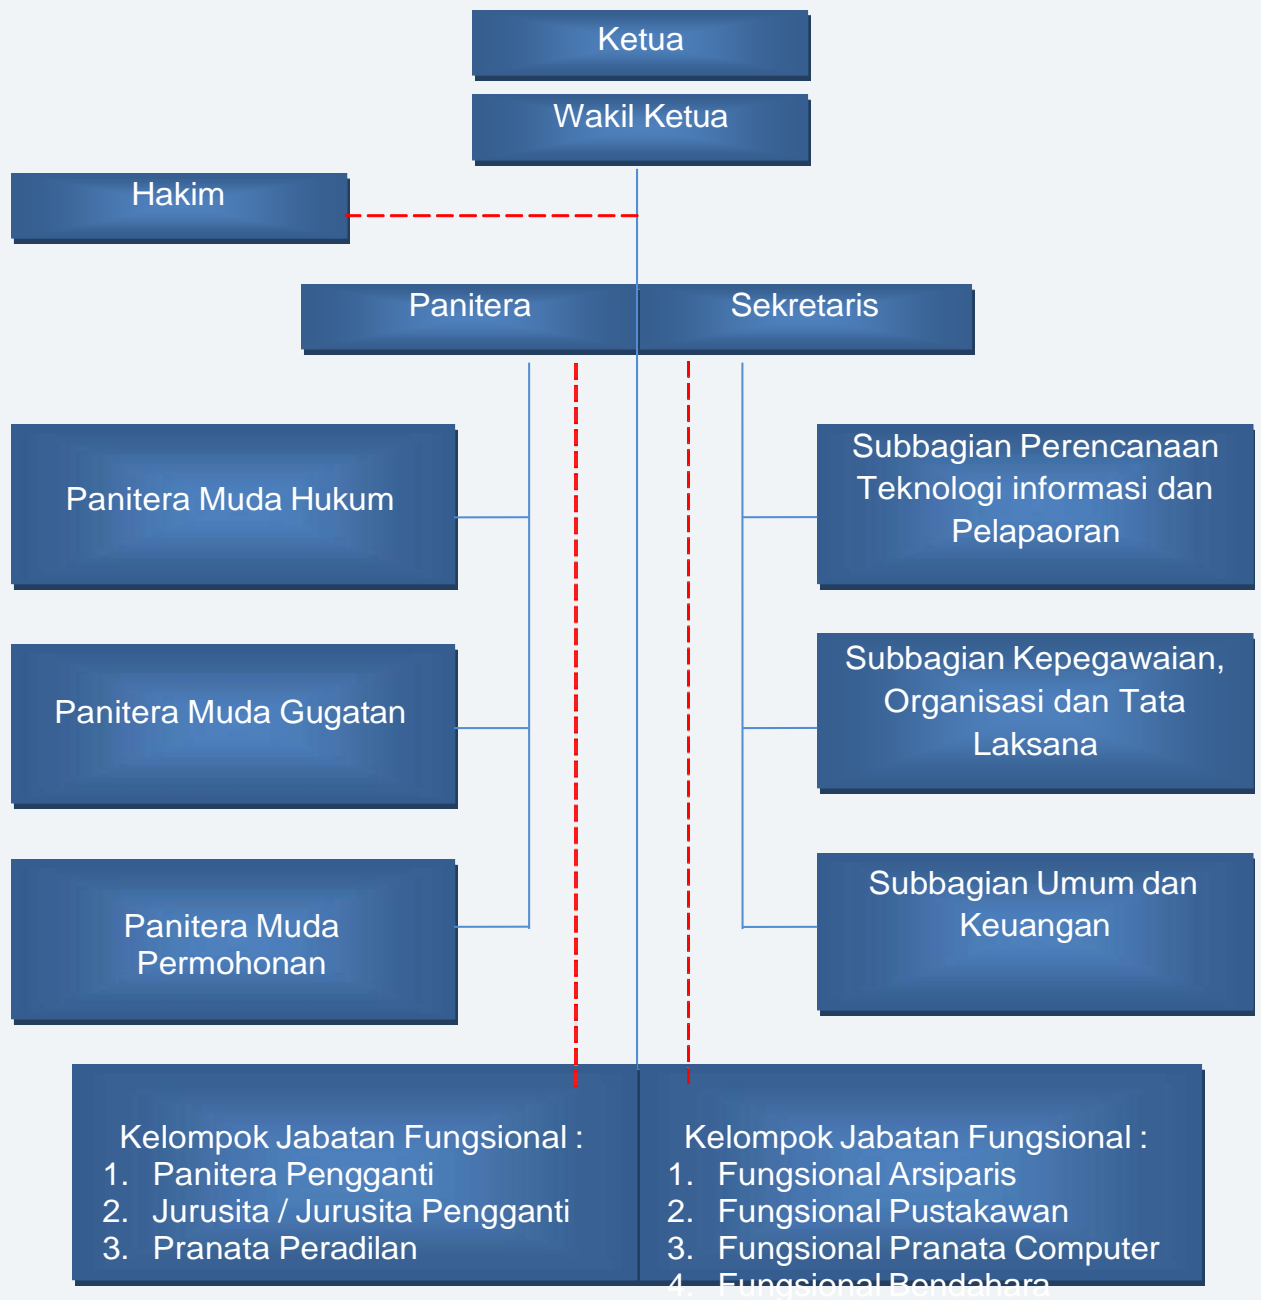 Ketua
Wakil Ketua
Hakim
Panitera
Sekretaris
Panitera Muda Hukum
Subbagian Perencanaan
Teknologi informasi dan
Pelapaoran
Panitera Muda Gugatan
Subbagian Kepegawaian,
Organisasi dan Tata
Laksana
Panitera Muda
Permohonan
Subbagian Umum dan
Keuangan
Kelompok Jabatan Fungsional :
1. Panitera Pengganti
2. Jurusita / Jurusita Pengganti
3. Pranata Peradilan
Kelompok Jabatan Fungsional :
1. Fungsional Arsiparis
2. Fungsional Pustakawan
3. Fungsional Pranata Computer
4. Fungsional Bendahara